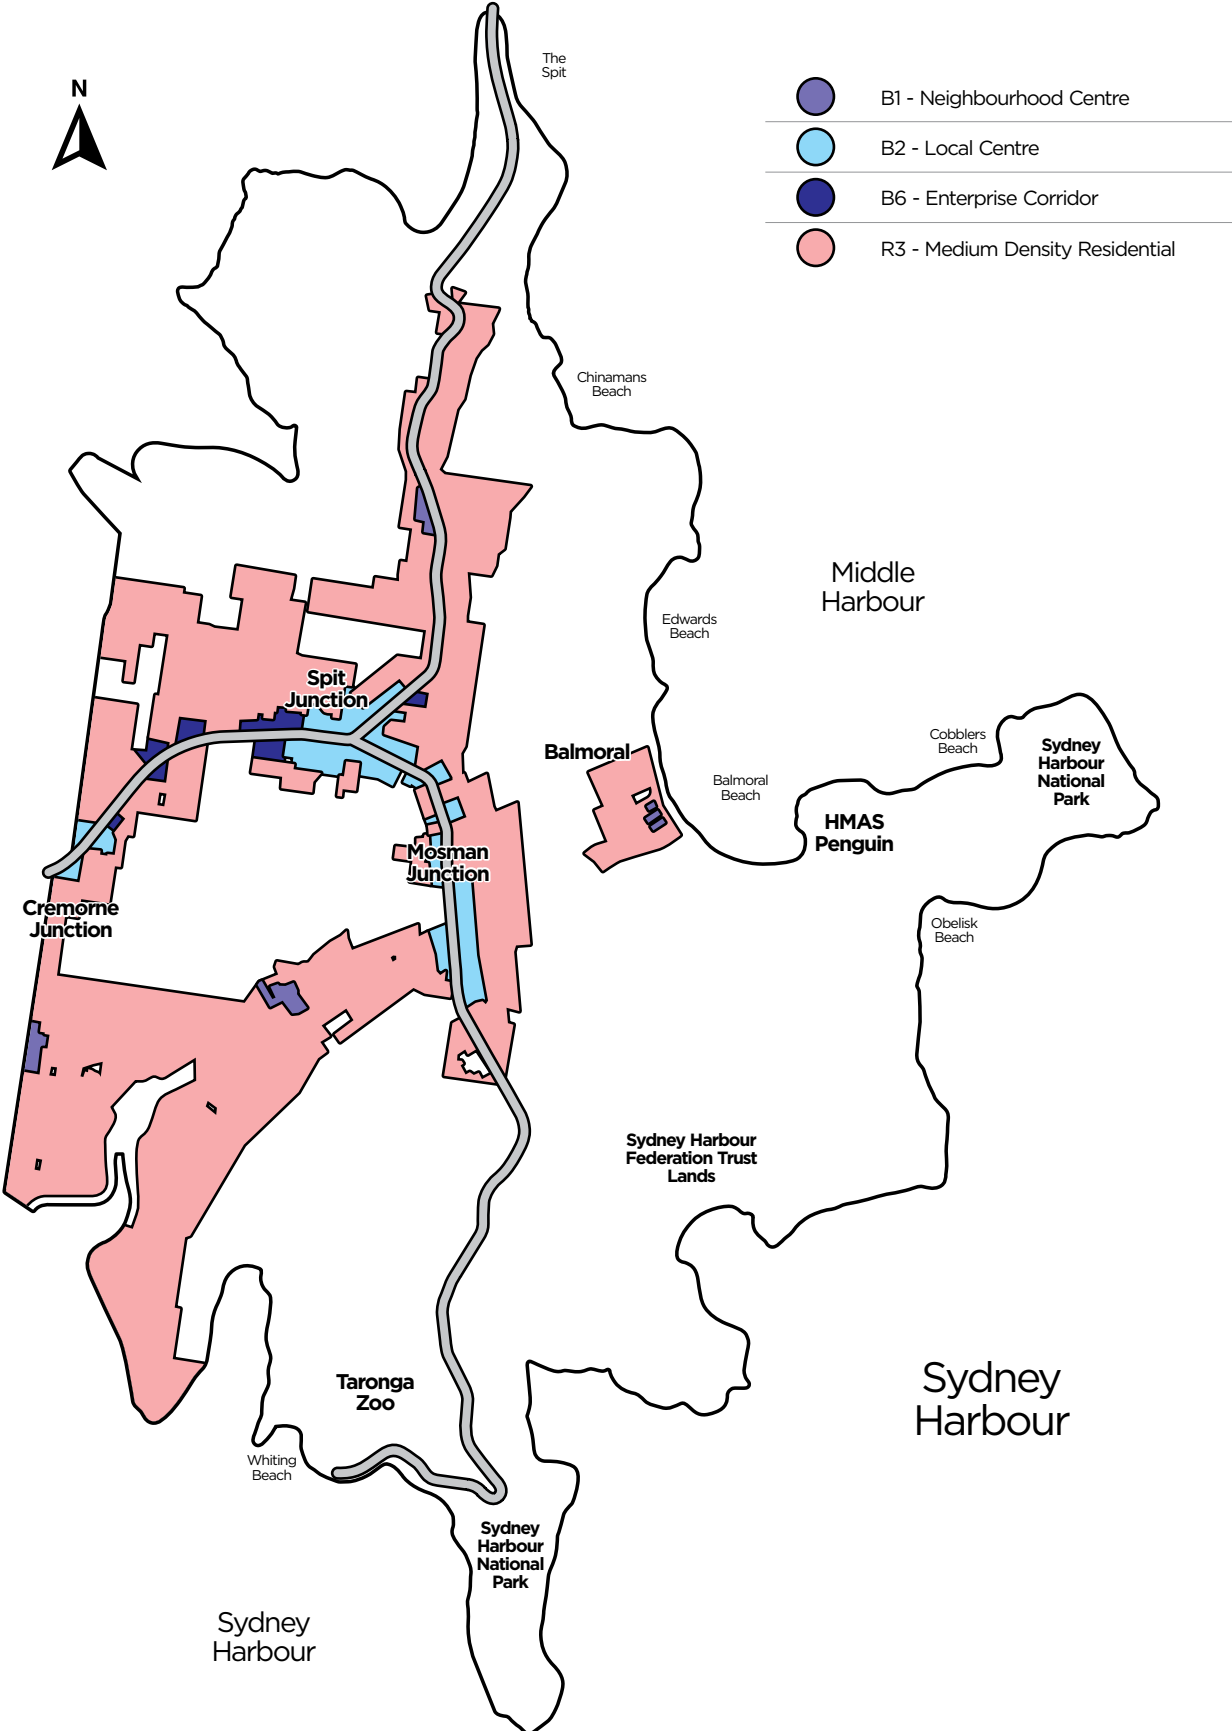 The
Spit
N
B1 - Neighbourhood Centre
B2 - Local Centre
B6 - Enterprise Corridor
R3 - Medium Density Residential
Chinamans
Beach
Middle
Harbour
Edwards
Beach
Spit
Junction
Balmoral
Balmoral
Beach
Cobblers
Beach
Sydney
Harbour
National
Park
HMAS
Penguin
Mosman
Junction
Cremorne
Junction
Obelisk
Beach
Sydney Harbour
Federation Trust
Lands
Taronga
Zoo
Sydney
Harbour
Whiting
Beach
Sydney
Harbour
National
Park
Sydney
Harbour